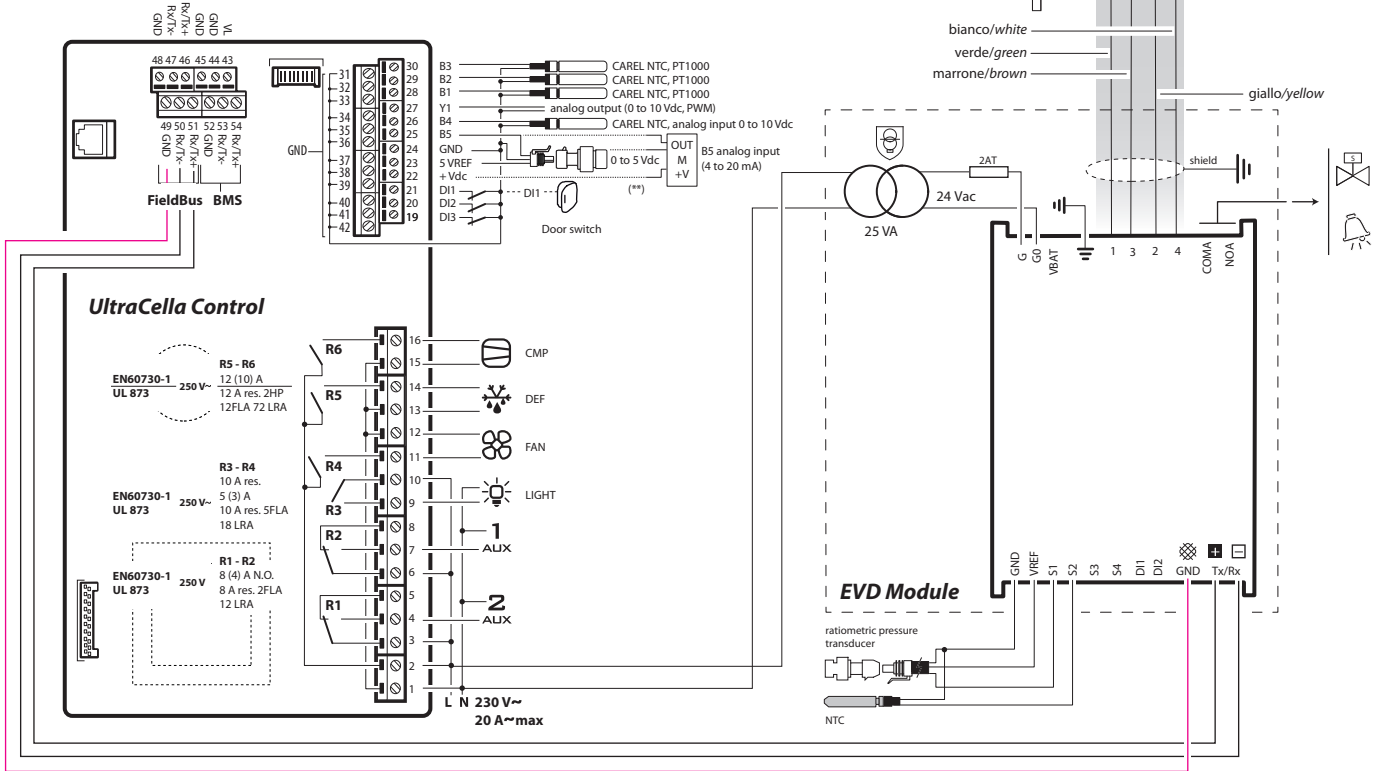 GND
Rx/Tx-
Rx/Tx+
GND
GND
VL
48 47 46 45 44 43
49 50 51 52 53 54
GND
Rx/Tx-
Rx/Tx+
GND
Rx/Tx-
Rx/Tx+
FieldBus BMS
GND
31
32
33
34
35
36
37
38
39
40
41
42
30 B3 CAREL NTC, PT1000
29 B2 CAREL NTC, PT1000
28 B1 CAREL NTC, PT1000
27 Y1 analog output (0 to 10 Vdc, PWM)
26 B4 CAREL NTC, analog input 0 to 10 Vdc
25 B5
24 GND
23 5 VREF
22 + Vdc
21 DI1
20 DI2
19 DI3
0 to 5 Vdc
OUT
M
+V
B5 analog input
(4 to 20 mA)
(**)
DI1
Door switch
UltraCella Control
EN60730-1
UL 873
250 V~
R5 - R6
12 (10) A
12 A res. 2HP
12FLA 72 LRA
EN60730-1
UL 873
250 V~
R3 - R4
10 A res.
5 (3) A
10 A res. 5FLA
18 LRA
EN60730-1
UL 873
250 V
R1 - R2
8 (4) A N.O.
8 A res. 2FLA
12 LRA
R6
R5
R4
R3
R2
R1
16
15
14
13
12
11
10
9
8
7
6
5
4
3
2
1
CMP
DEF
FAN
LIGHT
1
AUX
2
AUX
L N 230 V~
20 A~max
bianco/white
verde/green
marrone/brown
giallo/yellow
shield
S
2AT
24 Vac
25 VA
G
G0
VBAT
1 3 2 4
COMA
NOA
EVD Module
GND
VREF
S1
S2
S3
S4
DI1
DI2
GND
+ -
Tx/Rx
ratiometric pressure
transducer
NTC